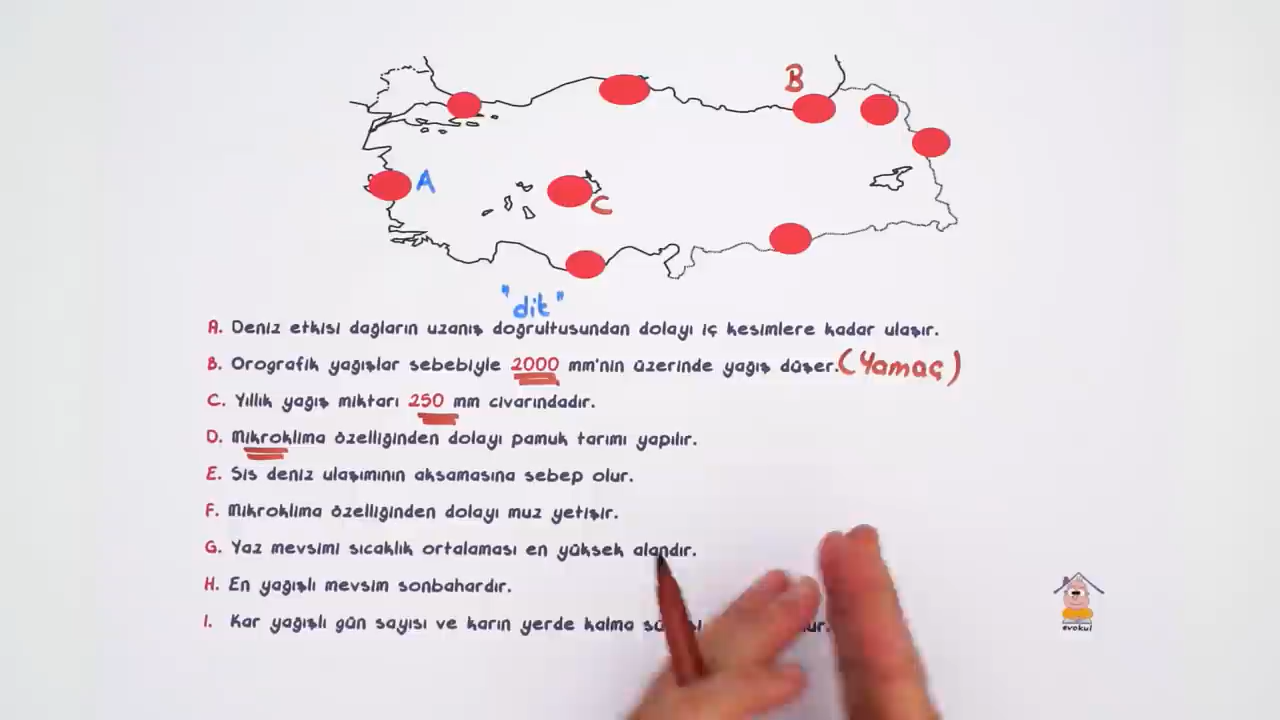 B
A
C
"dit"
A. Deniz etkisi dağların uzanış doğrultusundan dolayı iç kesimlere kadar ulaşır.
B. Orografik yağışlar sebebiyle 2000 mm'nin üzerinde yağış düşer. (Yamaç)
C. Yıllık yağış miktarı 250 mm civarındadır.
D. Mikroklima özelliğinden dolayı pamuk tarımı yapılır.
E. Sis deniz ulaşımının aksamasına sebep olur.
F. Mikroklima özelliğinden dolayı muz yetişir.
G. Yaz mevsimi sıcaklık ortalaması en yüksek alandır.
H. En yağışlı mevsim sonbahardır.
I. Kar yağışlı gün sayısı ve karın yerde kalma
evokul